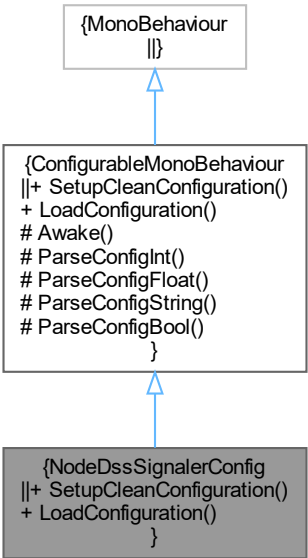 {MonoBehaviour
||}
{ConfigurableMonoBehaviour
||+ SetupCleanConfiguration()
+ LoadConfiguration()
# Awake()
# ParseConfigInt()
# ParseConfigFloat()
# ParseConfigString()
# ParseConfigBool()
}
{NodeDssSignalerConfig
||+ SetupCleanConfiguration()
+ LoadConfiguration()
}